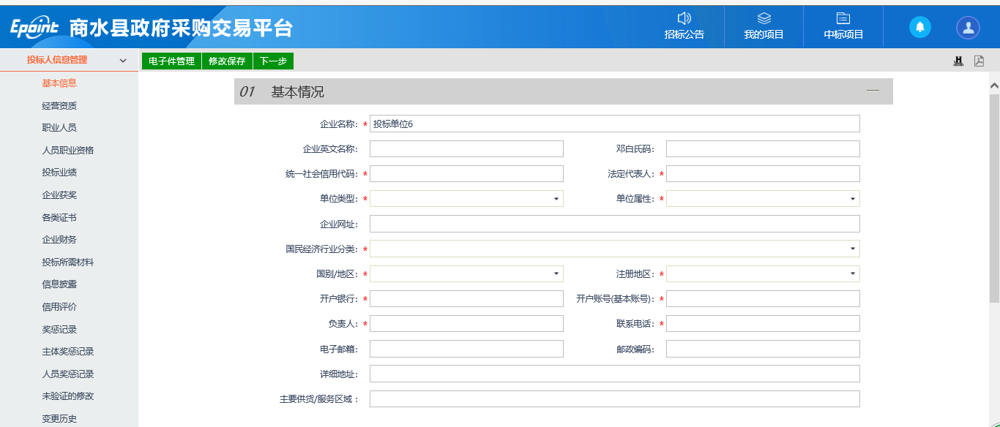 Epoint 商水县政府采购交易平台 招标公告 我的项目 中标项目
投标人信息管理
电子件管理 修改保存 下一步
基本信息
经营资质
职业人员
人员职业资格
投标业绩
企业获奖
各类证书
企业财务
投标所需材料
信息披露
信用评价
奖惩记录
主体奖惩记录
人员奖惩记录
未验证的修改
变更历史
01 基本情况
企业名称: * 投标单位6
企业英文名称: 邓白氏码:
统一社会信用代码: * 法定代表人: *
单位类型: * 单位属性: *
企业网址:
国民经济行业分类: *
国别/地区: * 注册地区: *
开户银行: * 开户账号(基本账号): *
负责人: * 联系电话: *
电子邮箱: 邮政编码:
详细地址:
主要供货/服务区域：